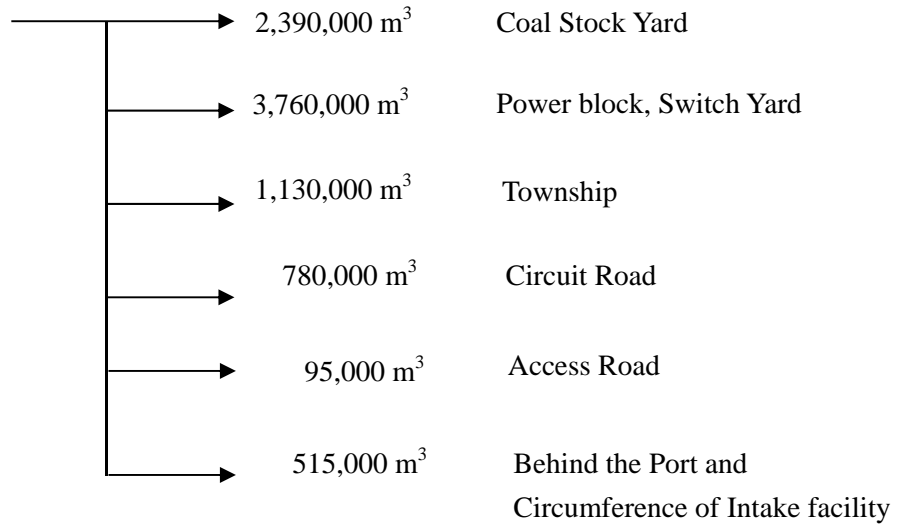 2,390,000 m³ Coal Stock Yard
3,760,000 m³ Power block, Switch Yard
1,130,000 m³ Township
780,000 m³ Circuit Road
95,000 m³ Access Road
515,000 m³ Behind the Port and
Circumference of Intake facility